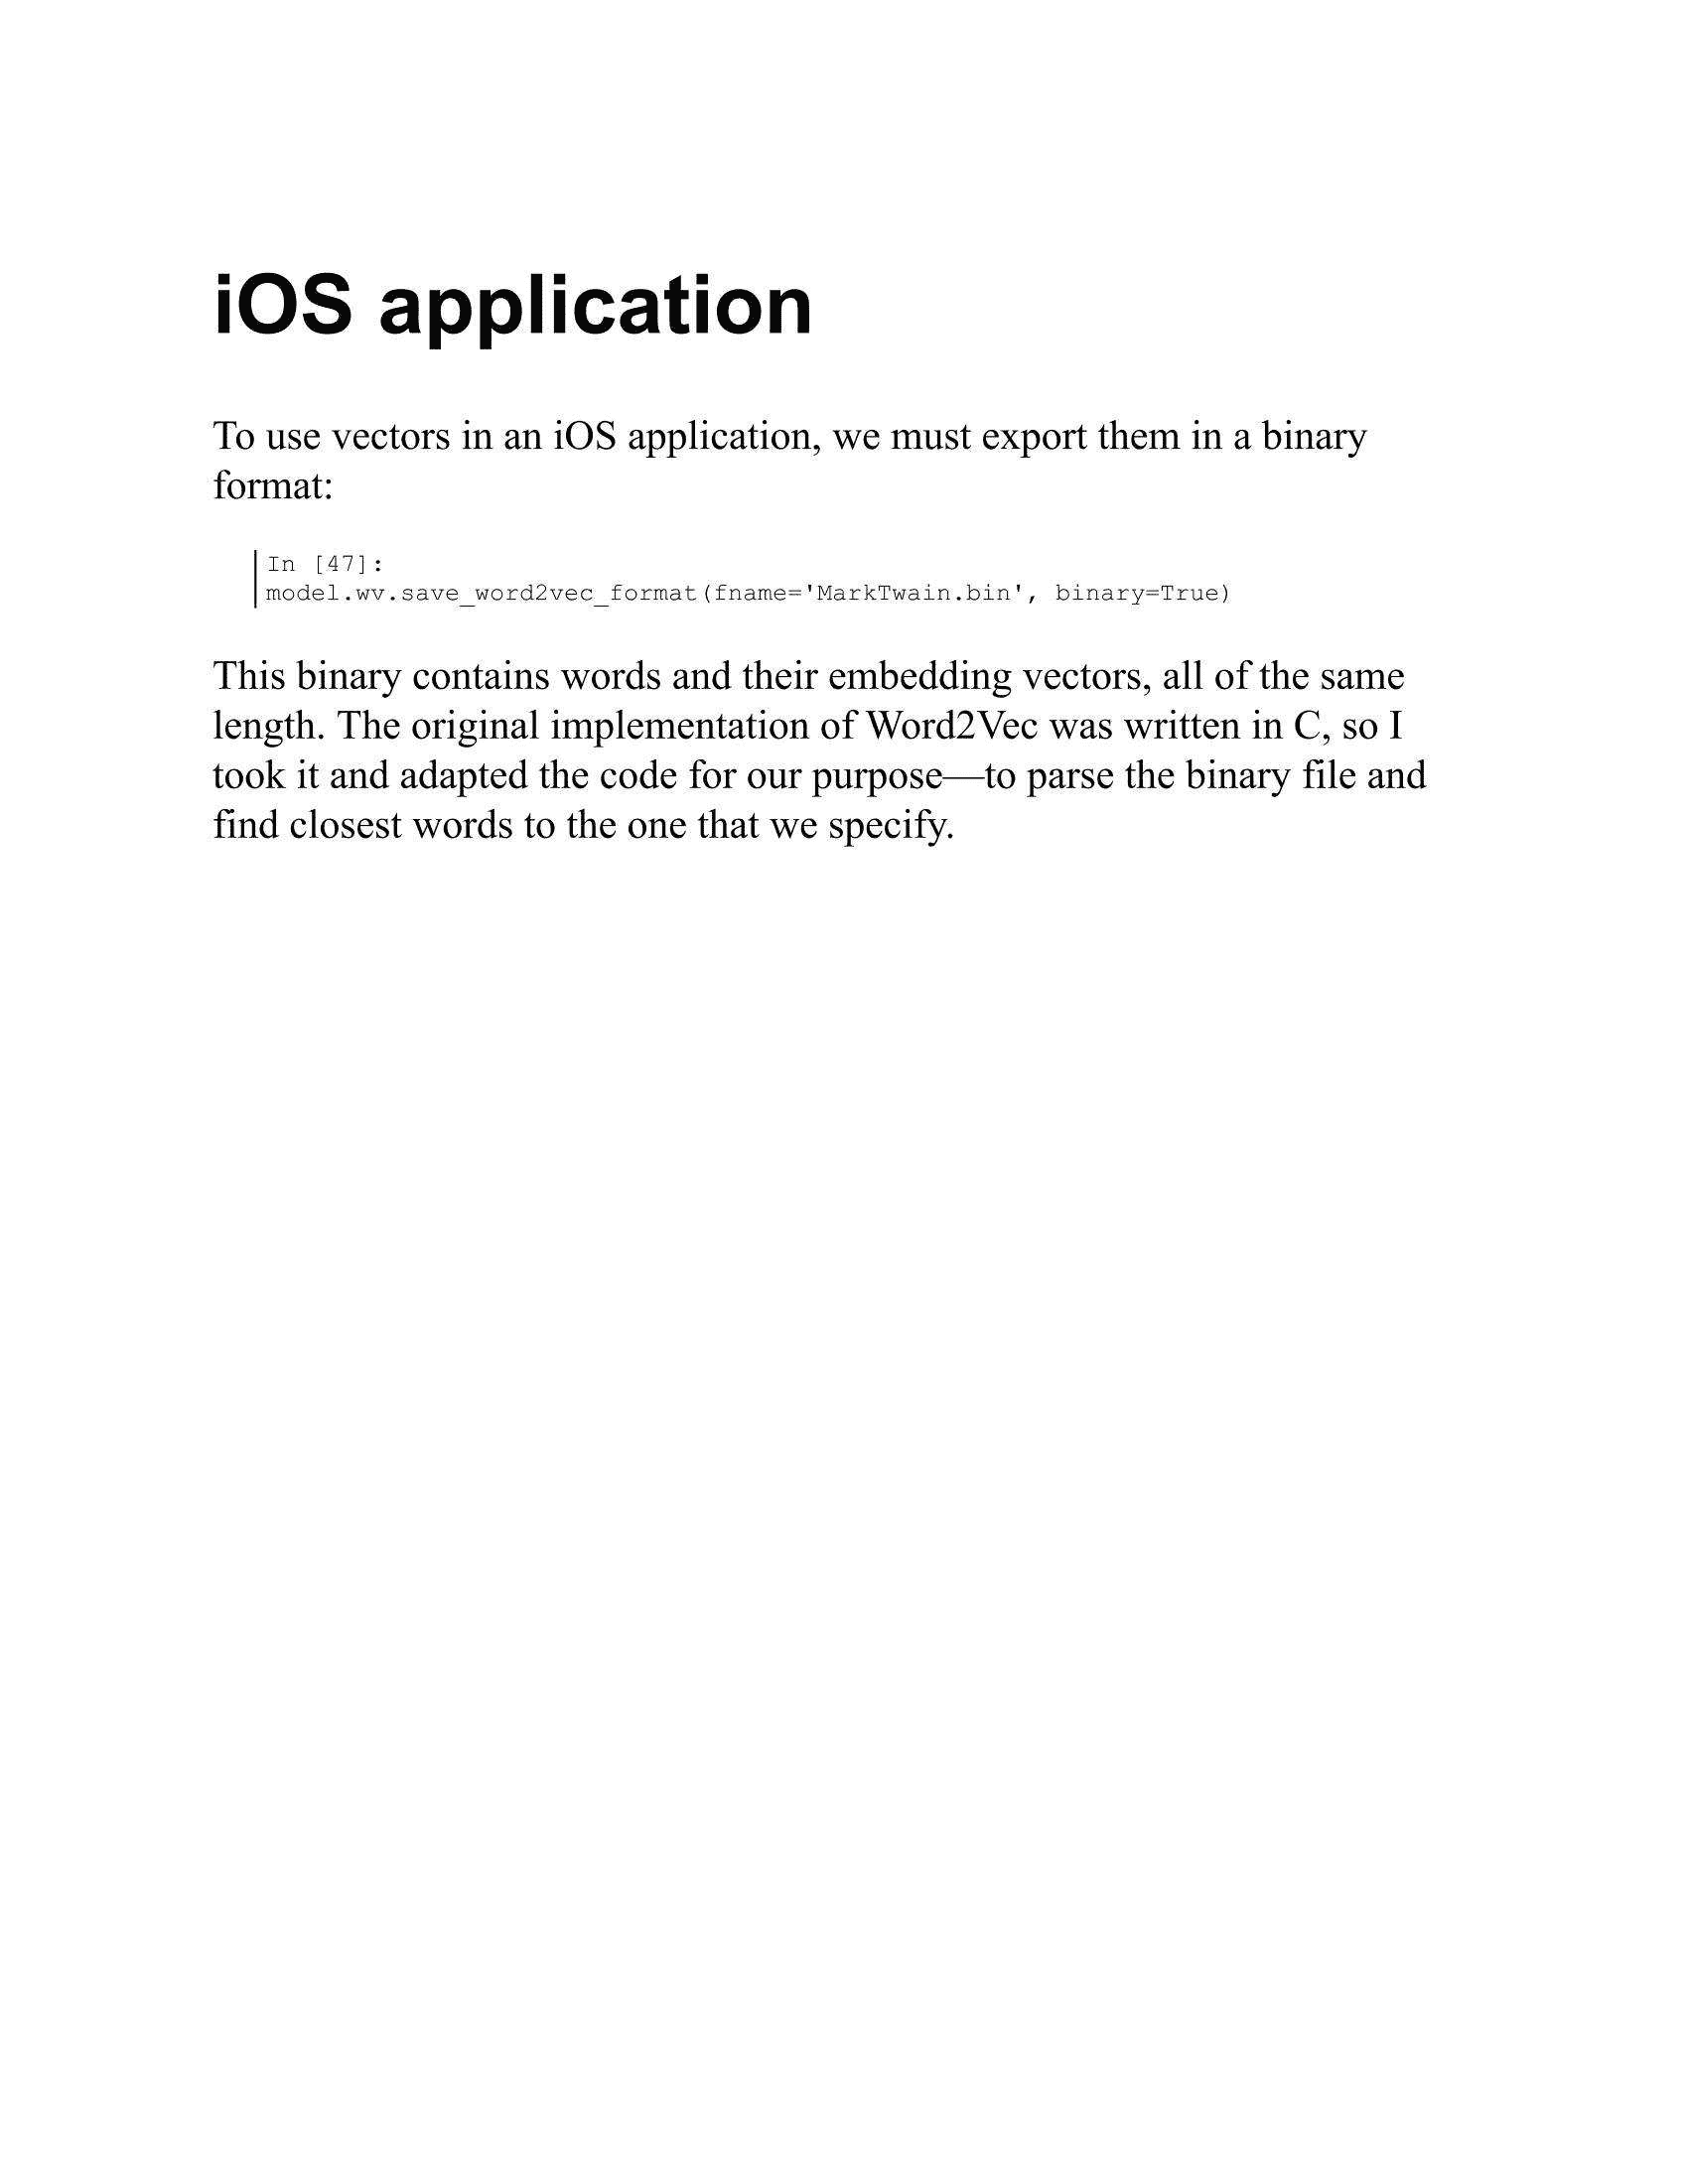 iOS application
To use vectors in an iOS application, we must export them in a binary
format:
In [47]:
model.wv.save_word2vec_format(fname='MarkTwain.bin', binary=True)
This binary contains words and their embedding vectors, all of the same
length. The original implementation of Word2Vec was written in C, so I
took it and adapted the code for our purpose—to parse the binary file and
find closest words to the one that we specify.